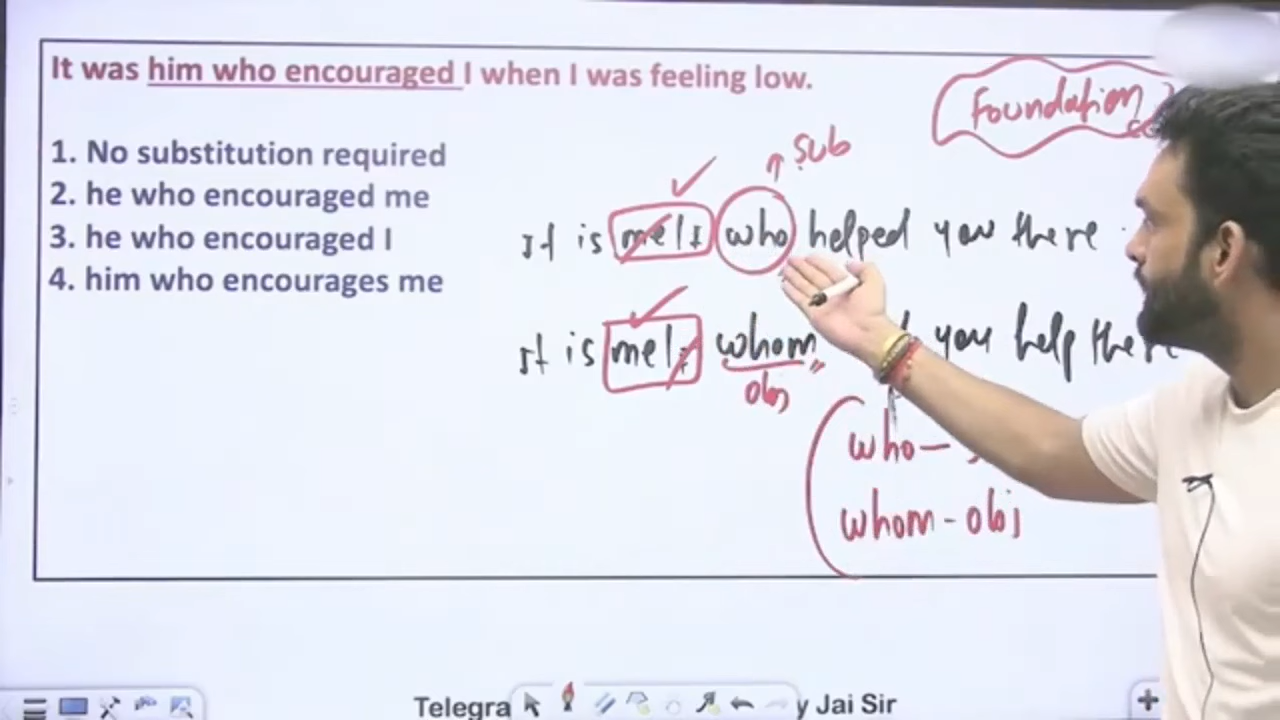 It was him who encouraged I when I was feeling low.
Foundation
1. No substitution required
2. he who encouraged me
3. he who encouraged I
4. him who encourages me
sub
It is me/I who helped you there
It is me/I whom you help there
obj
who—
whom - obj
Telegra y Jai Sir